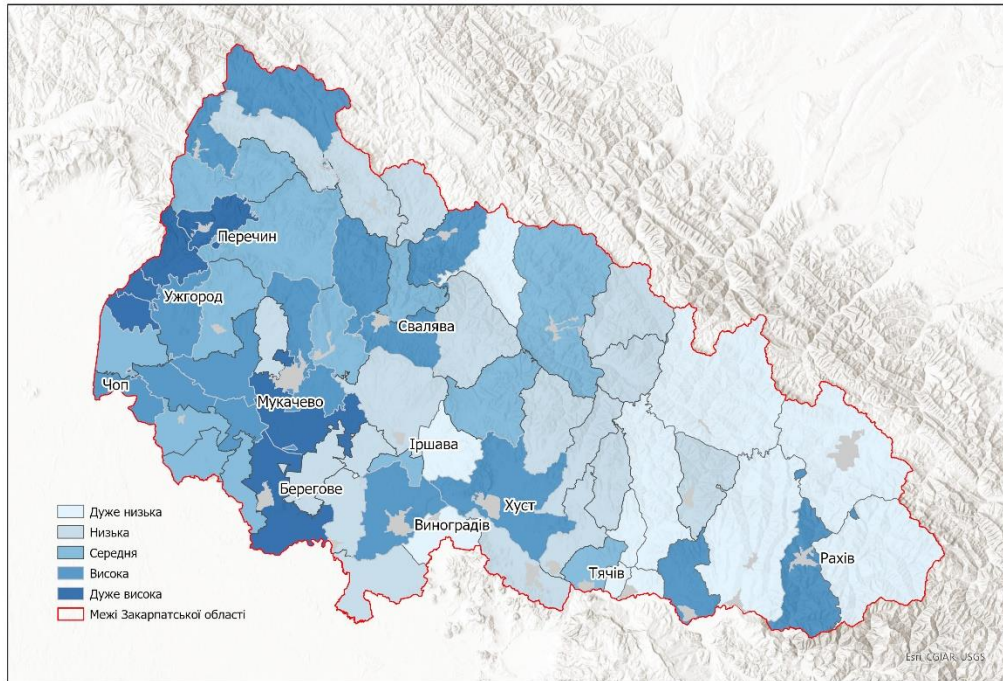 Перечин
Ужгород
Свалява
Чоп
Мукачево
Іршава
Берегове
Хуст
Виноградів
Тячів
Рахів
Дуже низька
Низька
Середня
Висока
Дуже висока
Межі Закарпатської області
Esri, CGIAR, USGS